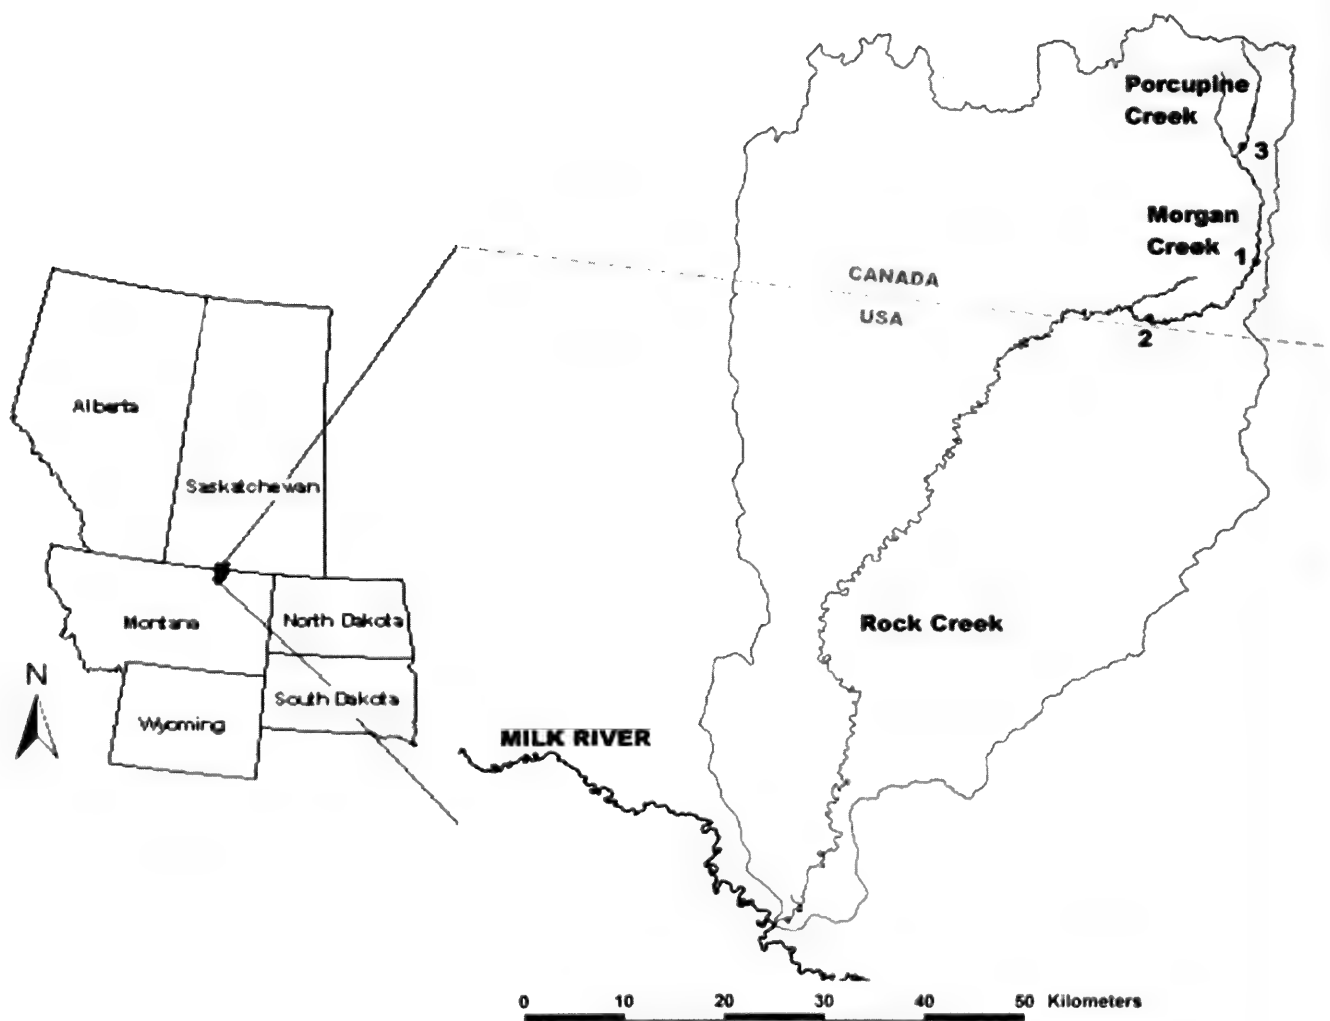 Porcupine
Creek
3
Morgan
Creek
1
CANADA
USA
2
Alberta
Saskatchewan
Montana
North Dakota
Rock Creek
N
South Dakota
Wyoming
MILK RIVER
0 10 20 30 40 50 Kilometers